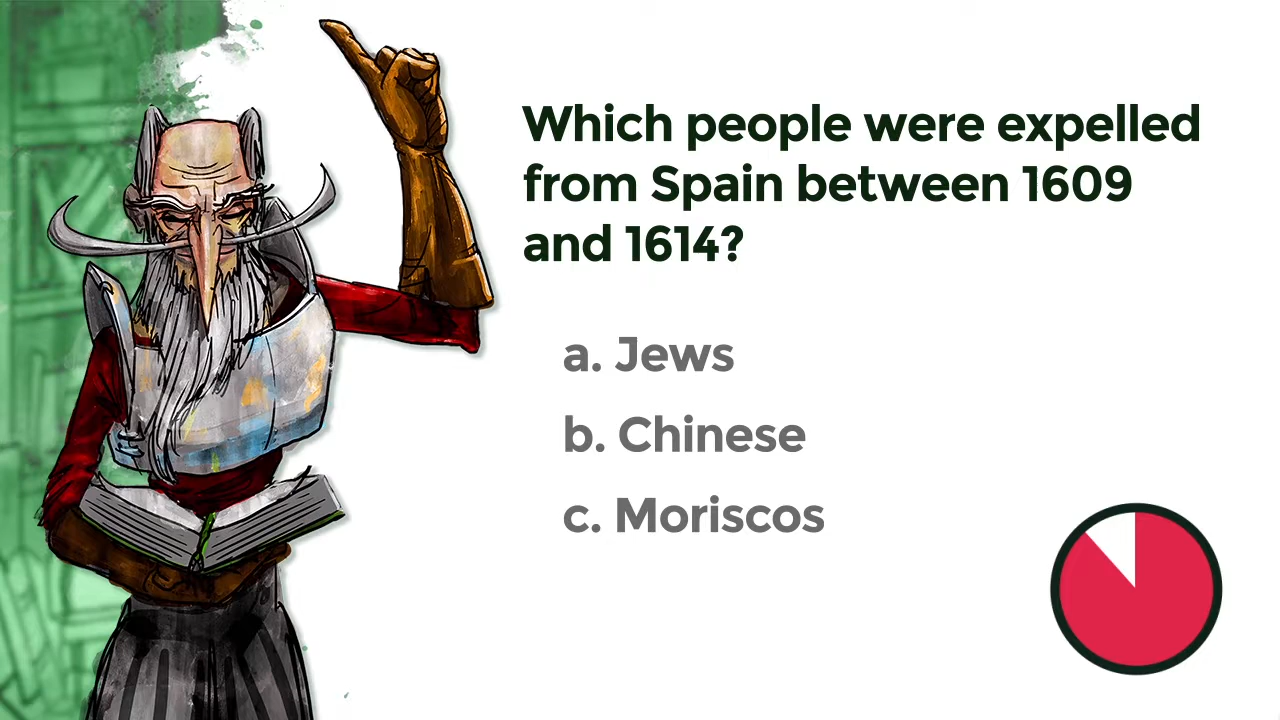 Which people were expelled
from Spain between 1609
and 1614?
a. Jews
b. Chinese
c. Moriscos